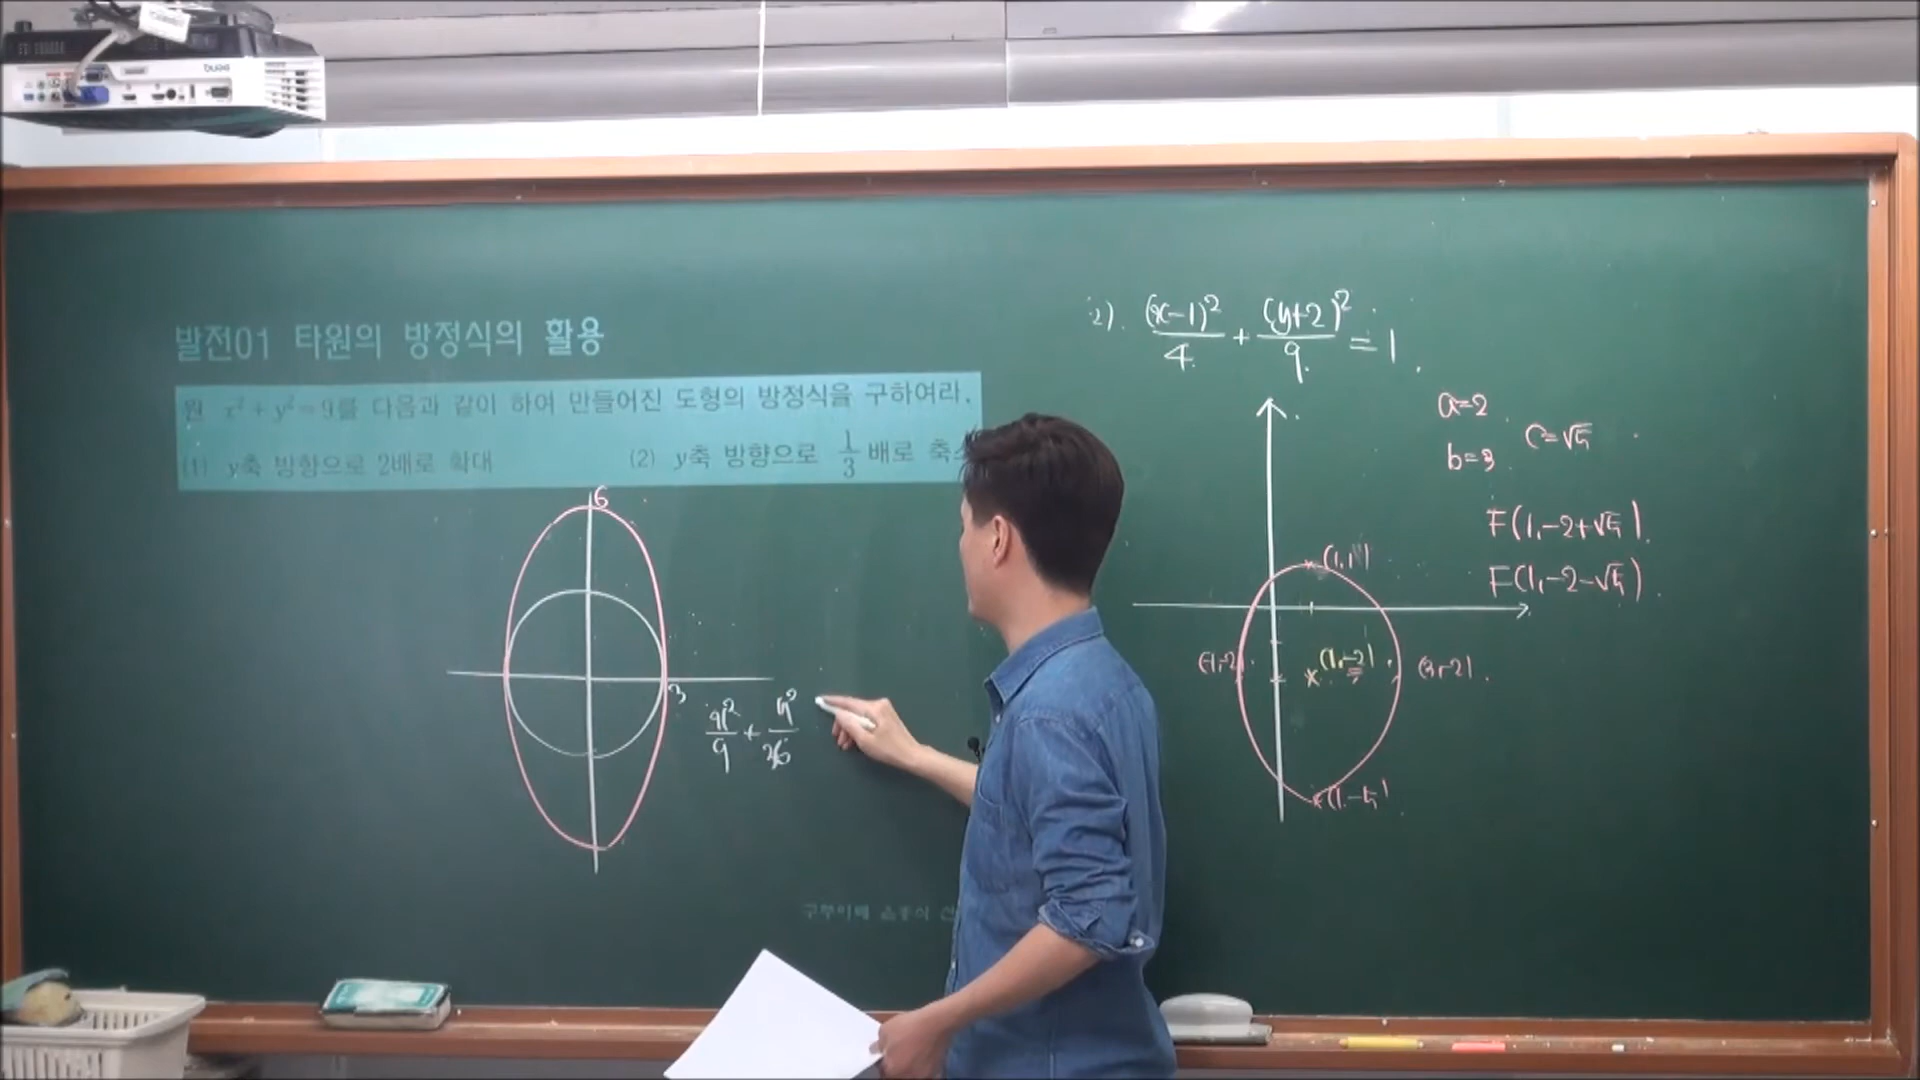 발전01 타원의 방정식의 활용
원 x² + y² = 9를 다음과 같이 하여 만들어진 도형의 방정식을 구하여라.
(1) y축 방향으로 2배로 확대
(2) y축 방향으로 1/3 배로 축소
6
3
x²/9 + y²/36
2). (x-1)²/4 + (y+2)²/9 = 1
a=2
b=3
c=√5
F(1, -2+√5)
F(1, -2-√5)
(1, 1)
(-1, -2)
(1, -2)
(3, -2)
(1, -5)
BenQ